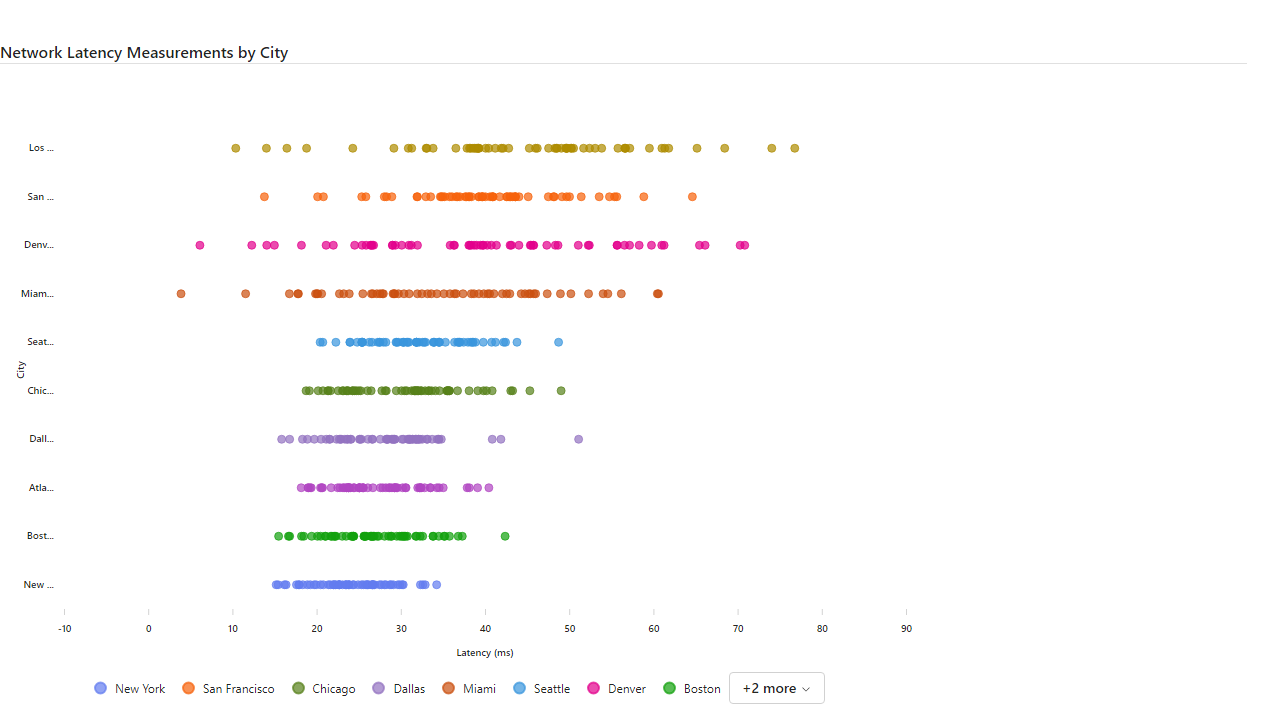 Network Latency Measurements by City
Los ...
San ...
Denv...
Miam...
Seat...
City
Chic...
Dall...
Atla...
Bost...
New ...
-10 0 10 20 30 40 50 60 70 80 90
Latency (ms)
New York San Francisco Chicago Dallas Miami Seattle Denver Boston +2 more